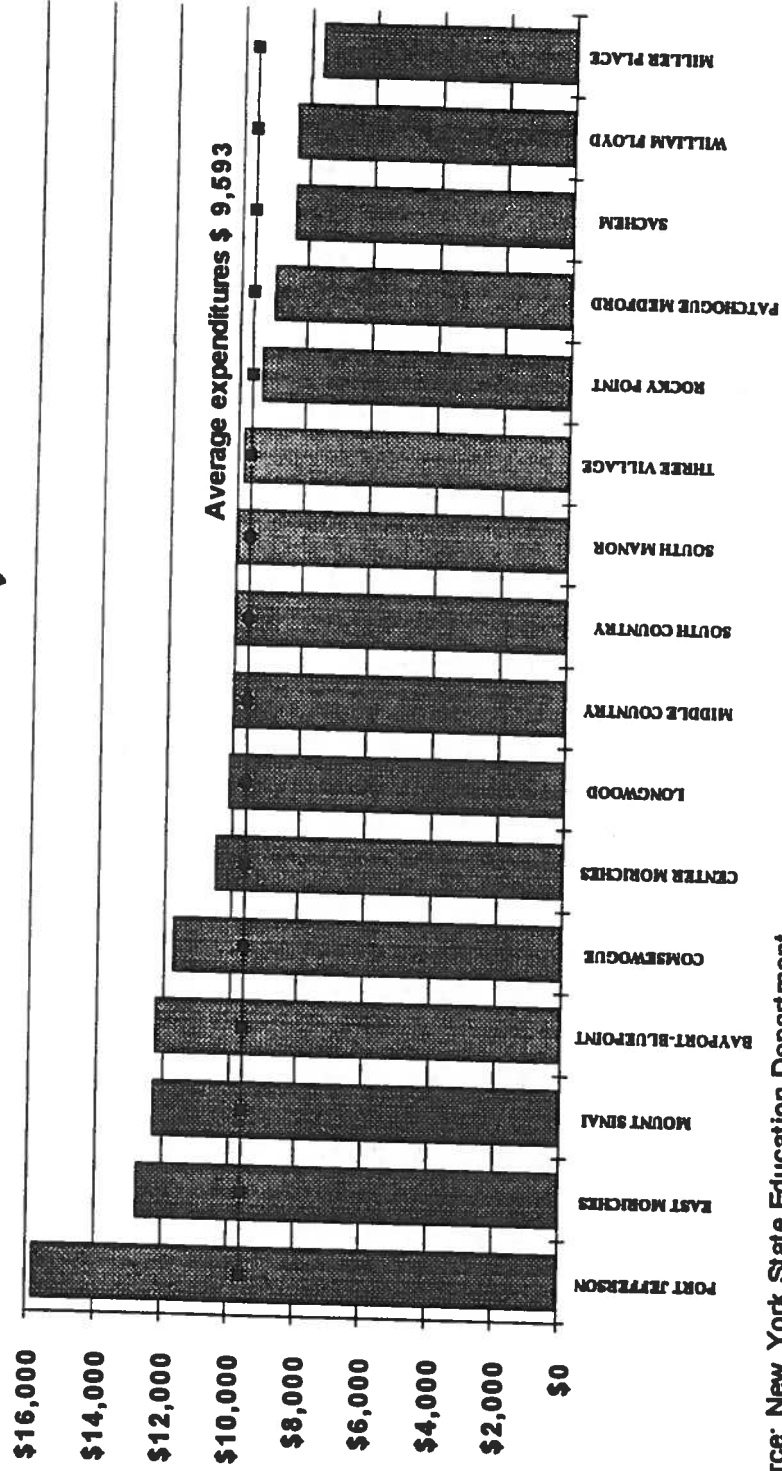 $16,000
$14,000
$12,000
$10,000
$8,000
$6,000
$4,000
$2,000
$0
Average expenditures $ 9,593
PORT JEFFERSON
EAST MORICHES
MOUNT SINAI
BAYPORT-BLUEPOINT
COMSEWOGUE
CENTER MORICHES
LONGWOOD
MIDDLE COUNTRY
SOUTH COUNTRY
SOUTH MANOR
THREE VILLAGE
ROCKY POINT
PATCHOGUE MEDFORD
SACHEM
WILLIAM FLOYD
MILLER PLACE
New York State Education Department